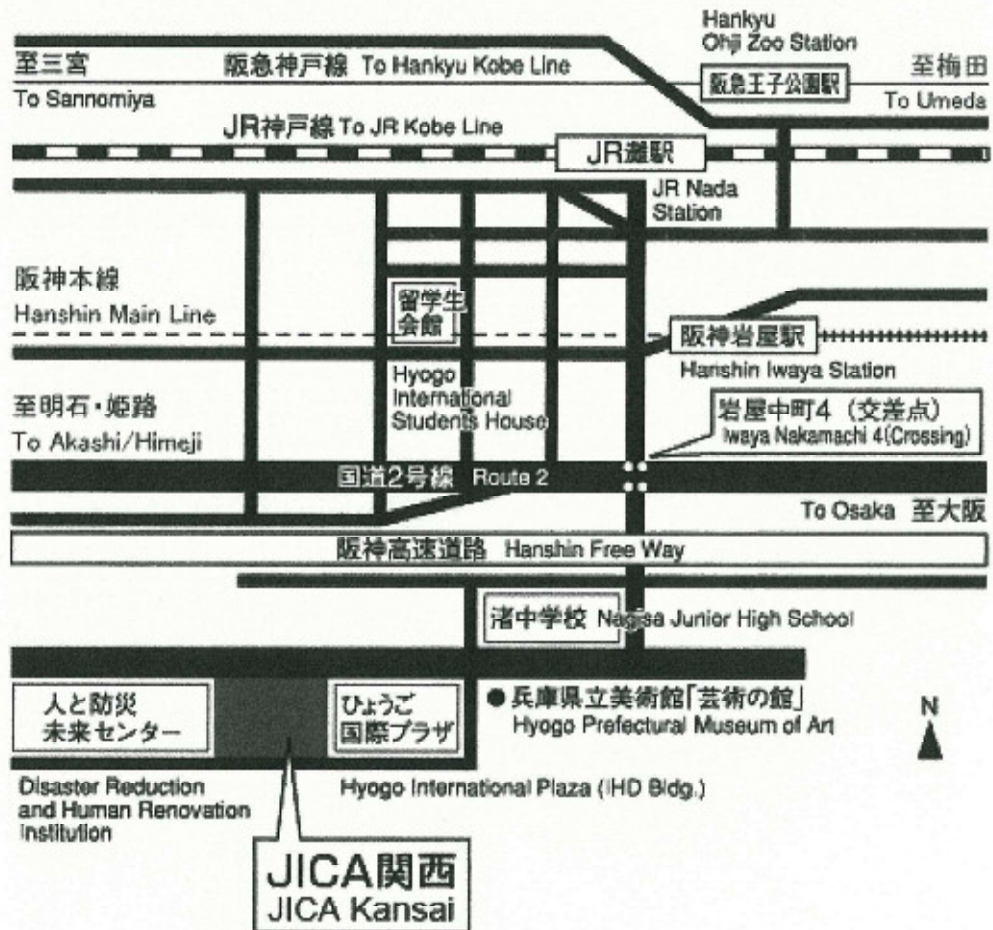 Hankyu
Ohji Zoo Station
至三宮
阪急神戸線 To Hankyu Kobe Line
阪急王子公園駅
至梅田
To Sannomiya
To Umeda
JR神戸線 To JR Kobe Line
JR灘駅
JR Nada
Station
阪神本線
Hanshin Main Line
留学生
会館
阪神岩屋駅
Hanshin Iwaya Station
Hyogo
International
Students House
至明石・姫路
To Akashi/Himeji
岩屋中町4（交差点）
Iwaya Nakamachi 4(Crossing)
国道2号線 Route 2
To Osaka 至大阪
阪神高速道路 Hanshin Free Way
渚中学校 Nagisa Junior High School
人と防災
未来センター
ひょうご
国際プラザ
●兵庫県立美術館「芸術の館」
Hyogo Prefectural Museum of Art
N
Disaster Reduction
and Human Renovation
Institution
Hyogo International Plaza (IHD Bldg.)
JICA関西
JICA Kansai